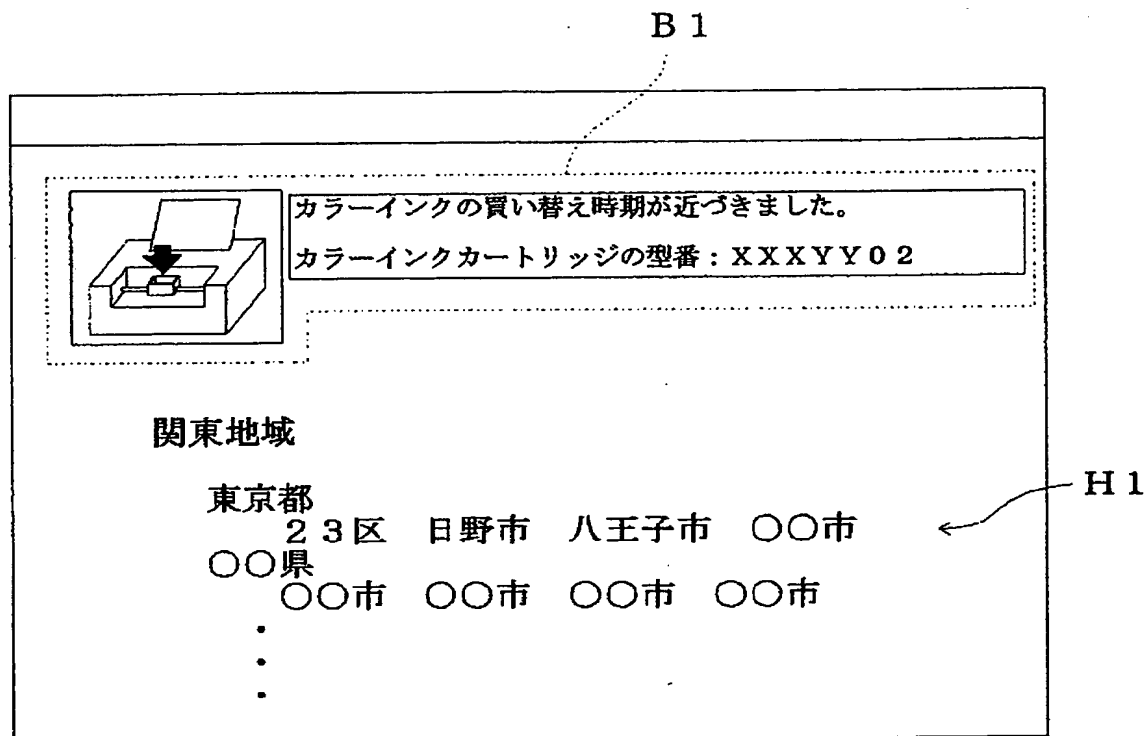 B1
カラーインクの買い替え時期が近づきました。
カラーインクカートリッジの型番：XXXYY02
関東地域
東京都
23区　日野市　八王子市　○○市
H1
○○県
○○市　○○市　○○市　○○市
・
・
・